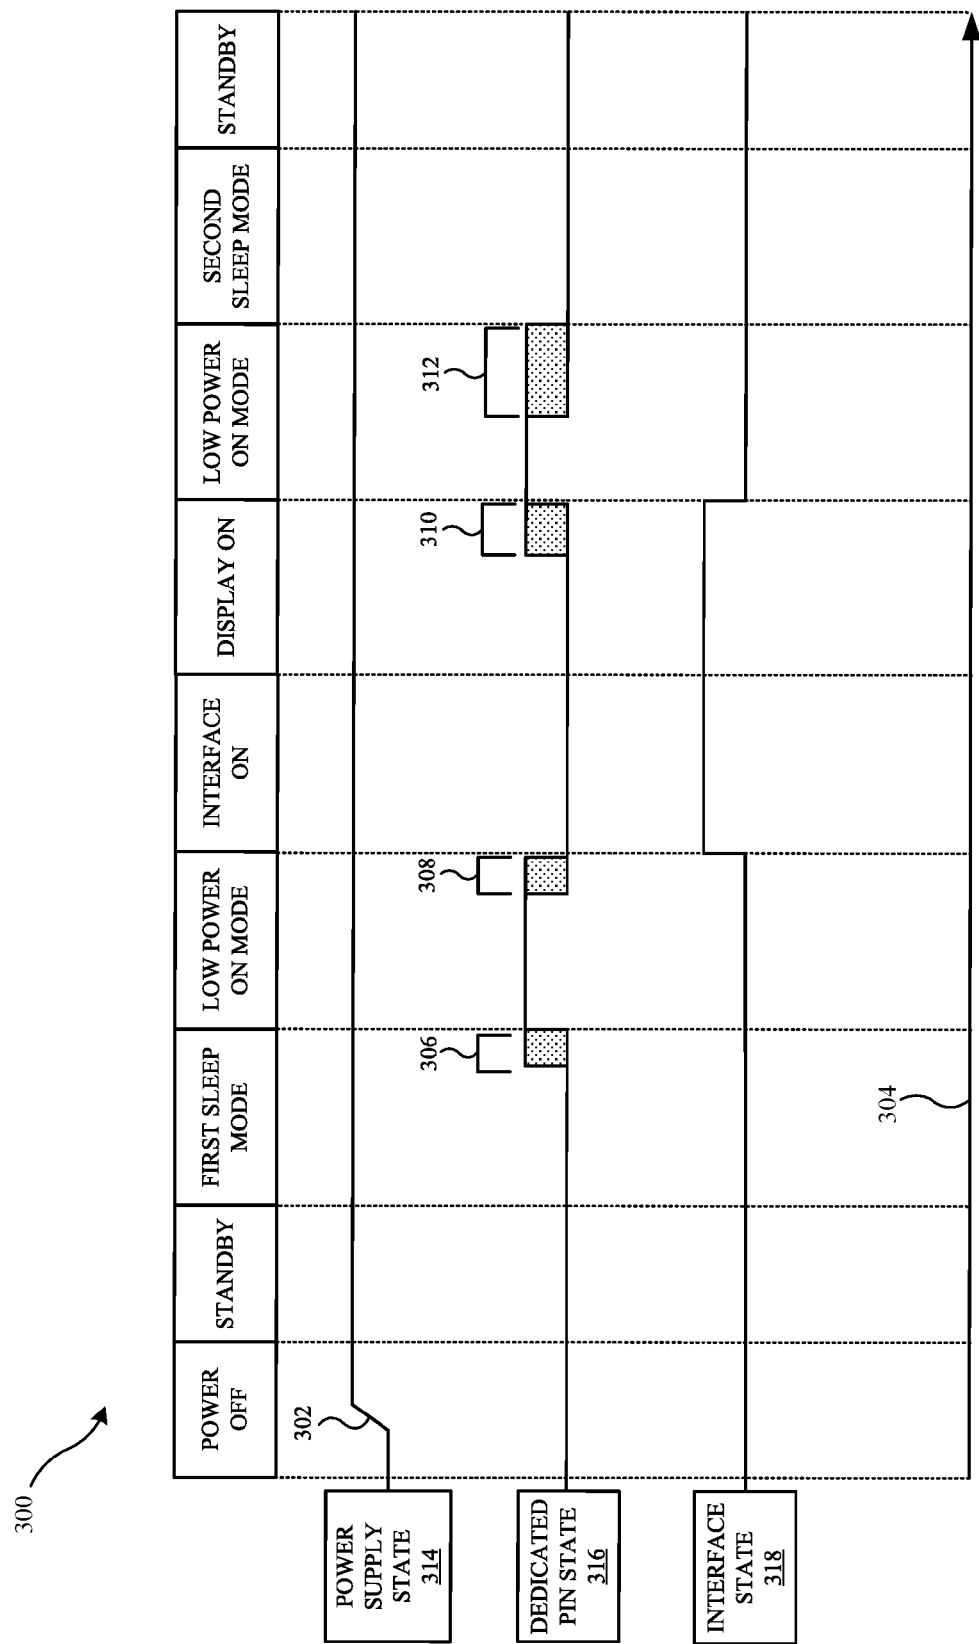 300
POWER
OFF
STANDBY
FIRST SLEEP
MODE
LOW POWER
ON MODE
INTERFACE
ON
DISPLAY ON
LOW POWER
ON MODE
SECOND
SLEEP MODE
STANDBY
POWER
SUPPLY
STATE
314
302
DEDICATED
PIN STATE
316
306
308
310
312
INTERFACE
STATE
318
304